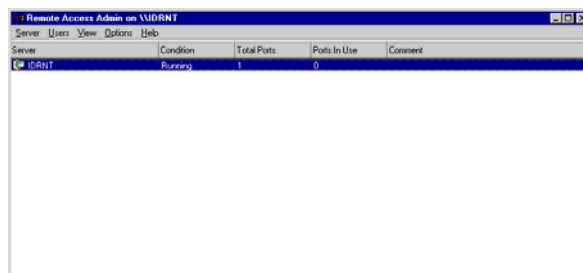 Remote Access Admin on \\IDRNT
Server Users View Options Help
Server Condition Total Ports Ports In Use Comment
IDRNT Running 1 0